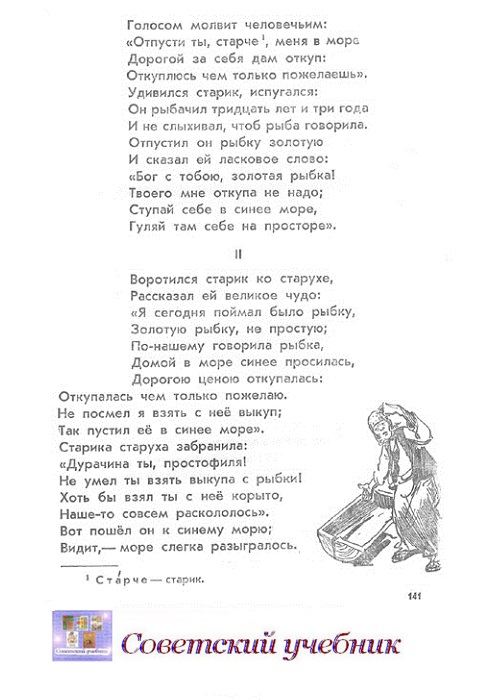 Голосом молвит человечьим:
«Отпусти ты, старче¹, меня в море
Дорогой за себя дам откуп:
Откуплюсь чем только пожелаешь».
Удивился старик, испугался:
Он рыбачил тридцать лет и три года
И не слыхивал, чтоб рыба говорила.
Отпустил он рыбку золотую
И сказал ей ласковое слово:
«Бог с тобою, золотая рыбка!
Твоего мне откупа не надо;
Ступай себе в синее море,
Гуляй там себе на просторе».
II
Воротился старик ко старухе,
Рассказал ей великое чудо:
«Я сегодня поймал было рыбку,
Золотую рыбку, не простую;
По-нашему говорила рыбка,
Домой в море синее просилась,
Дорогою ценою откупалась:
Откупалась чем только пожелаю.
Не посмел я взять с неё выкуп;
Так пустил её в синее море».
Старика старуха забранила:
«Дурачина ты, простофиля!
Не умел ты взять выкупа с рыбки!
Хоть бы взял ты с неё корыто,
Наше-то совсем раскололось».
Вот пошёл он к синему морю;
Видит,— море слегка разыгралось.
¹ Ста́рче — старик.
141
Советский учебник
Советский учебник